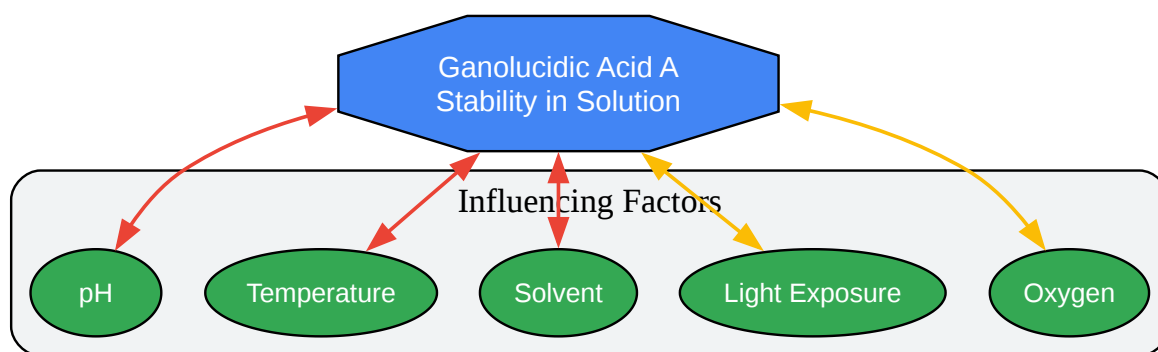 Ganolucidic Acid A
Stability in Solution
Influencing Factors
pH
Temperature
Solvent
Light Exposure
Oxygen